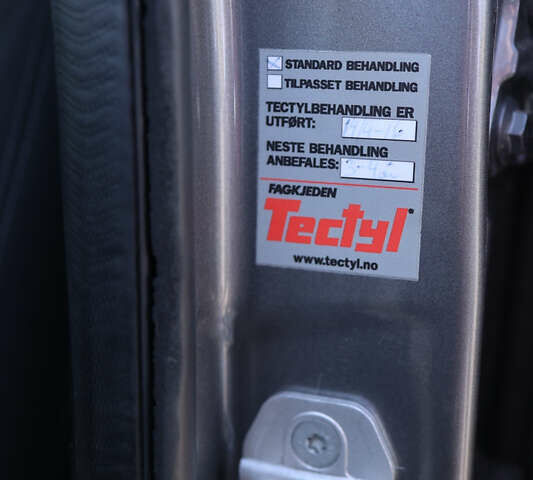 STANDARD BEHANDLING
TILPASSET BEHANDLING
TECTYLBEHANDLING ER
UTFØRT:
NESTE BEHANDLING
ANBEFALES:
FAGKJEDEN
Tectyl®
www.tectyl.no